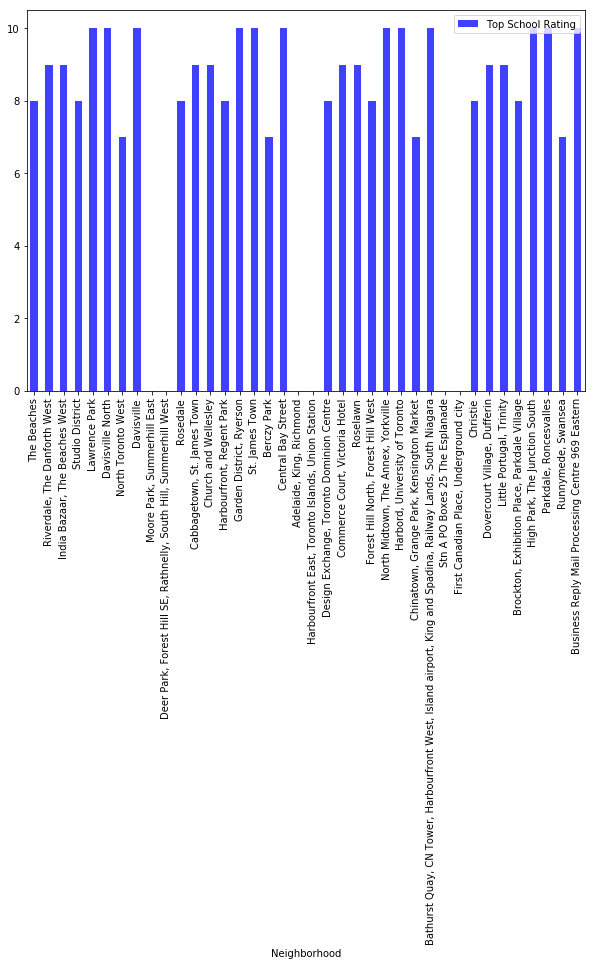 Top School Rating
10
8
6
4
2
0
The Beaches
Riverdale, The Danforth West
India Bazaar, The Beaches West
Studio District
Lawrence Park
Davisville North
North Toronto West
Davisville
Moore Park, Summerhill East
Deer Park, Forest Hill SE, Rathnelly, South Hill, Summerhill West
Rosedale
Cabbagetown, St. James Town
Church and Wellesley
Harbourfront, Regent Park
Garden District, Ryerson
St. James Town
Berczy Park
Central Bay Street
Adelaide, King, Richmond
Harbourfront East, Toronto Islands, Union Station
Design Exchange, Toronto Dominion Centre
Commerce Court, Victoria Hotel
Roselawn
Forest Hill North, Forest Hill West
North Midtown, The Annex, Yorkville
Harbord, University of Toronto
Chinatown, Grange Park, Kensington Market
Bathurst Quay, CN Tower, Harbourfront West, Island airport, King and Spadina, Railway Lands, South Niagara
Stn A PO Boxes 25 The Esplanade
First Canadian Place, Underground city
Christie
Dovercourt Village, Dufferin
Little Portugal, Trinity
Brockton, Exhibition Place, Parkdale Village
High Park, The Junction South
Parkdale, Roncesvalles
Runnymede, Swansea
Business Reply Mail Processing Centre 969 Eastern
Neighborhood